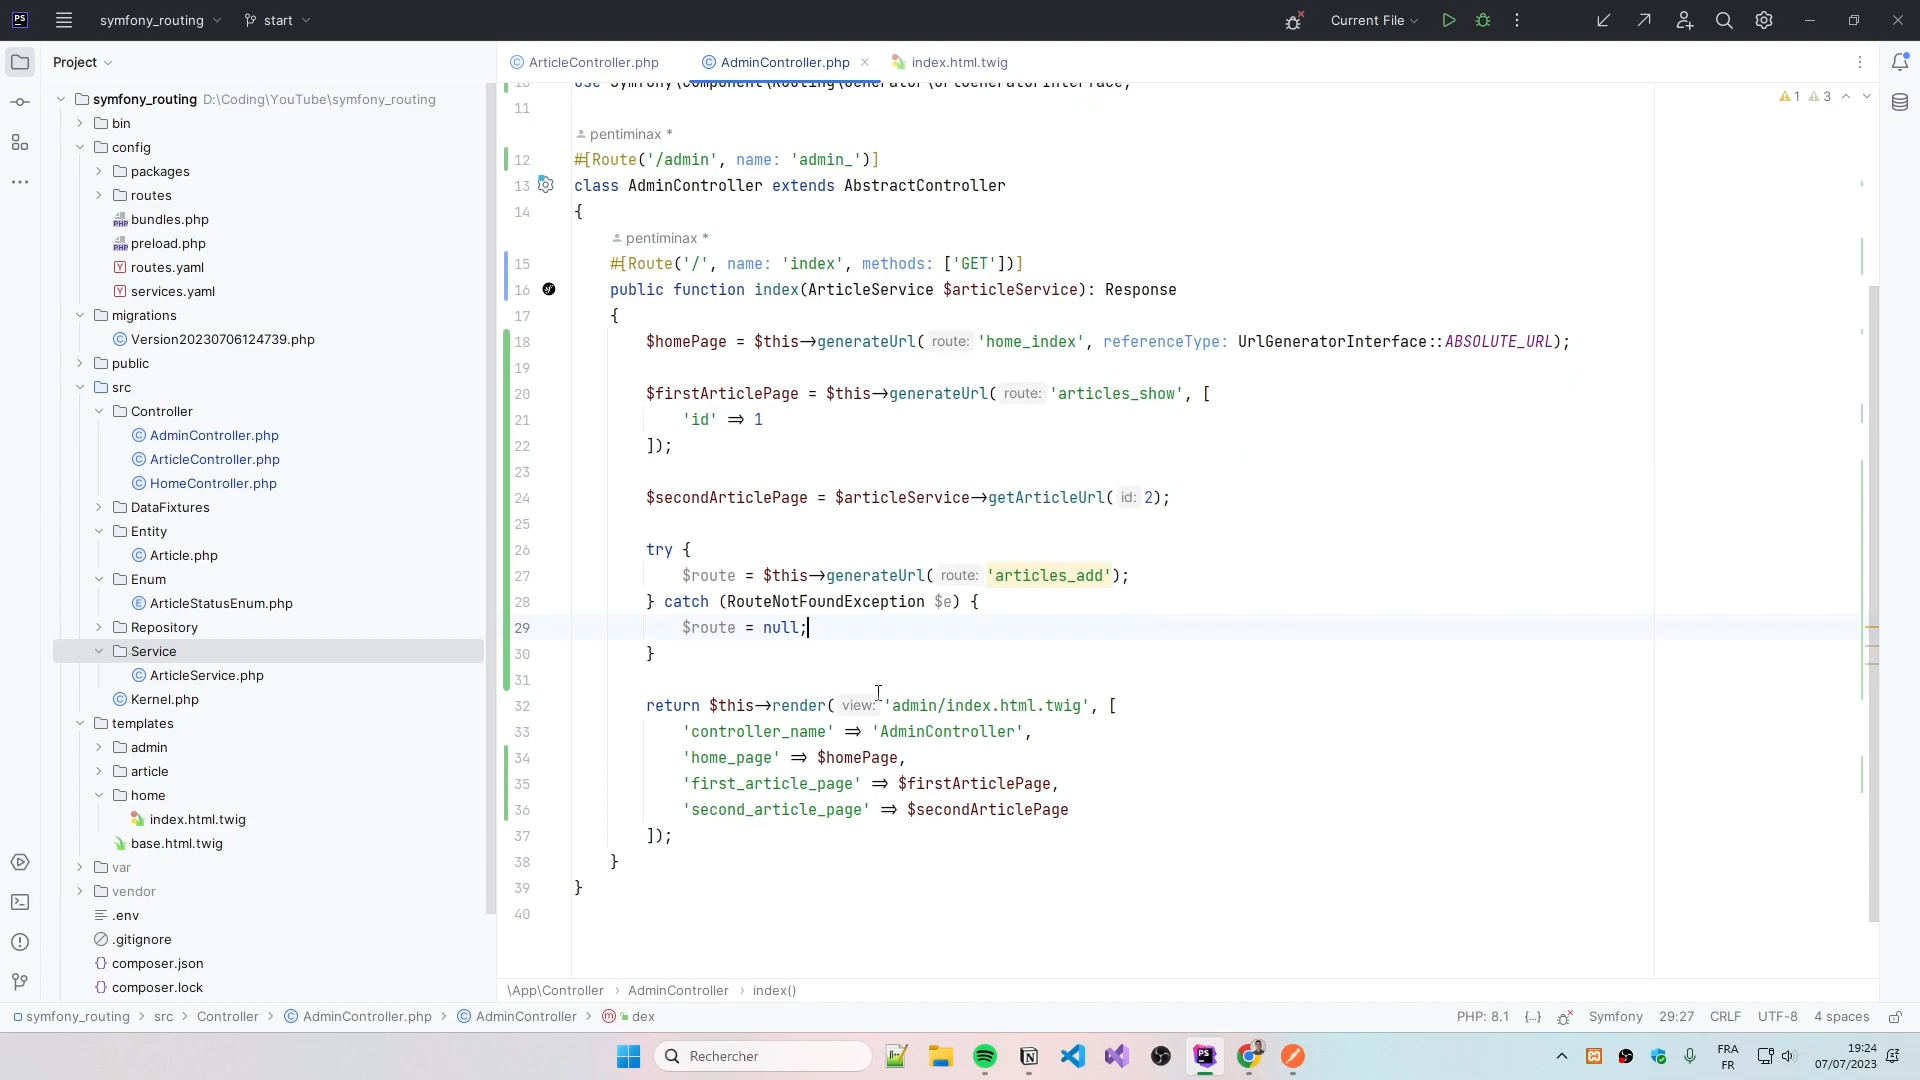 PS symfony_routing start Current File
Project
ArticleController.php AdminController.php index.html.twig
symfony_routing D:\Coding\YouTube\symfony_routing
bin
config
packages
routes
bundles.php
preload.php
routes.yaml
services.yaml
migrations
Version20230706124739.php
public
src
Controller
AdminController.php
ArticleController.php
HomeController.php
DataFixtures
Entity
Article.php
Enum
ArticleStatusEnum.php
Repository
Service
ArticleService.php
Kernel.php
templates
admin
article
home
index.html.twig
base.html.twig
var
vendor
.env
.gitignore
composer.json
composer.lock
1 3
10 use Symfony\Component\Routing\Generator\UrlGeneratorInterface;
11
pentiminax *
12 #[Route('/admin', name: 'admin_')]
13 class AdminController extends AbstractController
14 {
pentiminax *
15 #[Route('/', name: 'index', methods: ['GET'])]
16 public function index(ArticleService $articleService): Response
17 {
18 $homePage = $this->generateUrl( route: 'home_index', referenceType: UrlGeneratorInterface::ABSOLUTE_URL);
19
20 $firstArticlePage = $this->generateUrl( route: 'articles_show', [
21 'id' => 1
22 ]);
23
24 $secondArticlePage = $articleService->getArticleUrl( id: 2);
25
26 try {
27 $route = $this->generateUrl( route: 'articles_add');
28 } catch (RouteNotFoundException $e) {
29 $route = null;
30 }
31
32 return $this->render( view: 'admin/index.html.twig', [
33 'controller_name' => 'AdminController',
34 'home_page' => $homePage,
35 'first_article_page' => $firstArticlePage,
36 'second_article_page' => $secondArticlePage
37 ]);
38 }
39 }
40
\App\Controller › AdminController › index()
symfony_routing › src › Controller › AdminController.php › AdminController › dex
PHP: 8.1 {...} Symfony 29:27 CRLF UTF-8 4 spaces
Rechercher
FRA
FR
19:24
07/07/2023